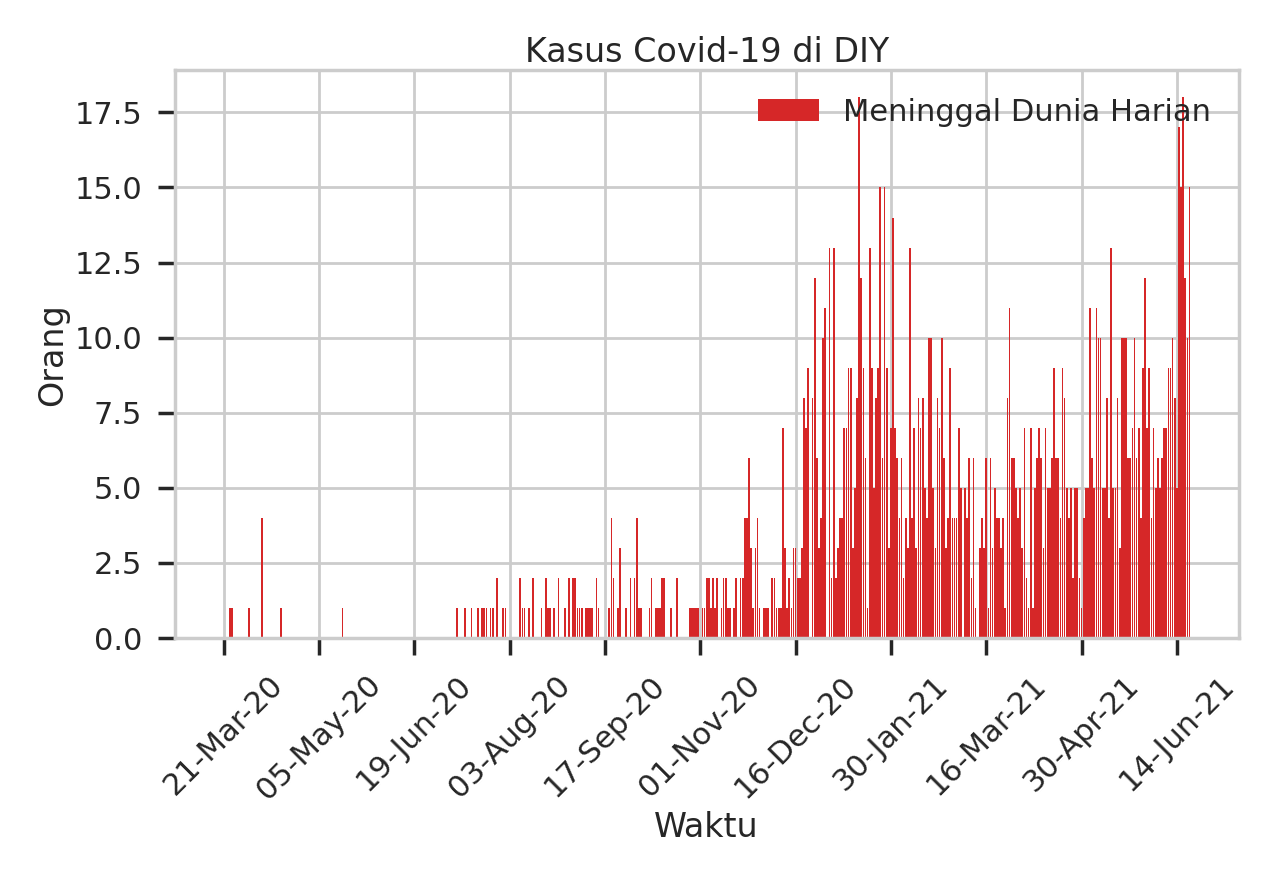 Kasus Covid-19 di DIY
Meninggal Dunia Harian
17.5
15.0
12.5
10.0
7.5
5.0
2.5
0.0
Orang
21-Mar-20
05-May-20
19-Jun-20
03-Aug-20
17-Sep-20
01-Nov-20
16-Dec-20
30-Jan-21
16-Mar-21
30-Apr-21
14-Jun-21
Waktu